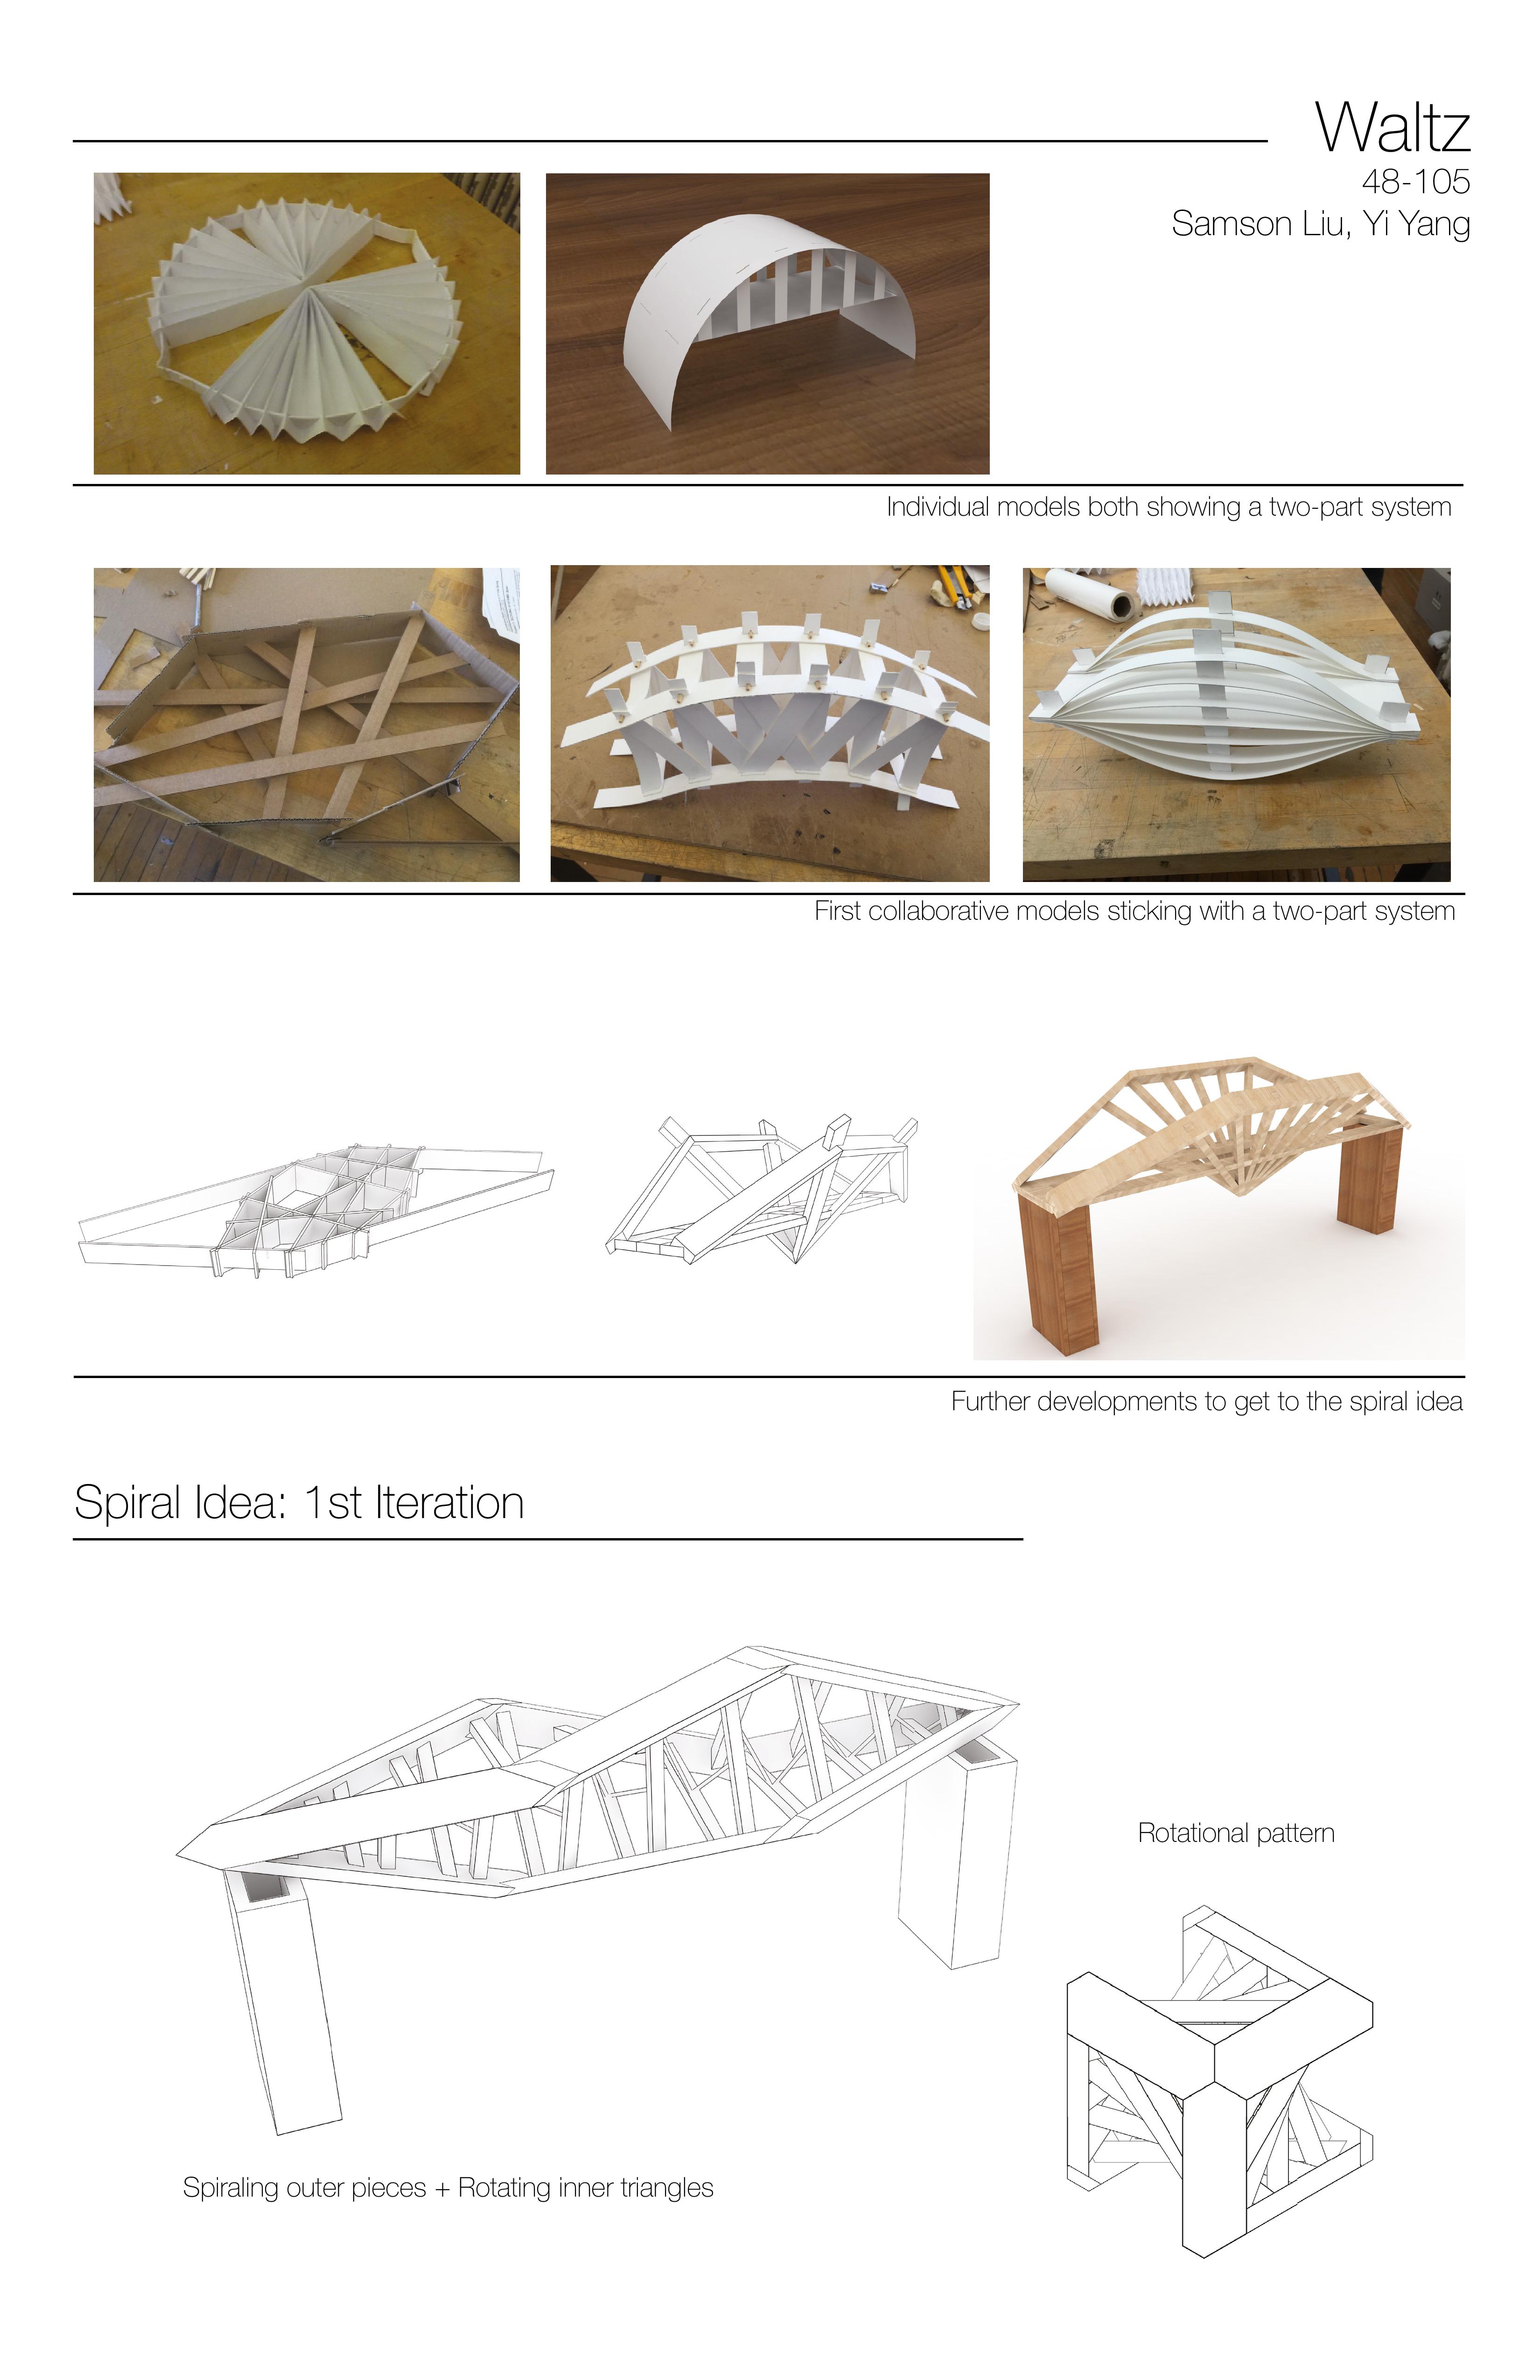 Waltz
48-105
Samson Liu, Yi Yang
Individual models both showing a two-part system
First collaborative models sticking with a two-part system
Further developments to get to the spiral idea
Spiral Idea: 1st Iteration
Rotational pattern
Spiraling outer pieces + Rotating inner triangles